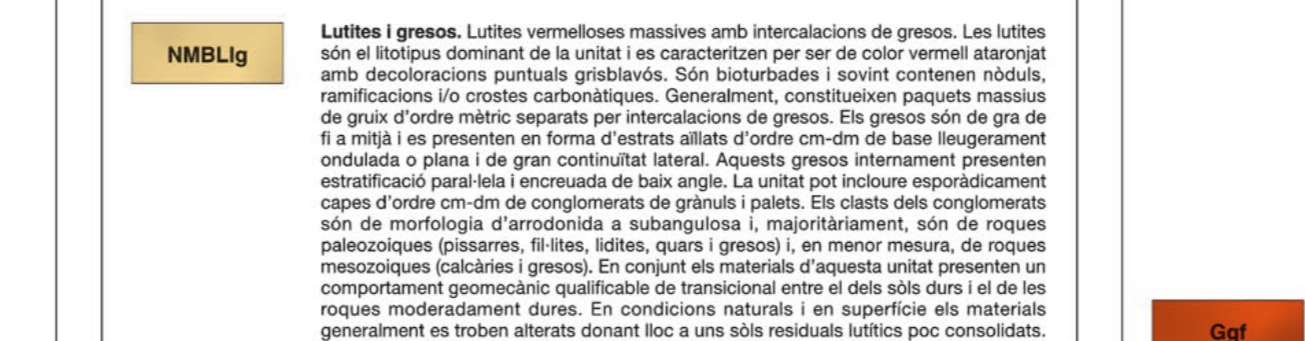 NMBLlg
Lutites i gresos. Lutites vermelloses massives amb intercalacions de gresos. Les lutites
són el litotipus dominant de la unitat i es caracteritzen per ser de color vermell ataronjat
amb decoloracions puntuals grisblavós. Són bioturbades i sovint contenen nòduls,
ramificacions i/o crostes carbonàtiques. Generalment, constitueixen paquets massius
de gruix d'ordre mètric separats per intercalacions de gresos. Els gresos són de gra de
fi a mitjà i es presenten en forma d'estrats aïllats d'ordre cm-dm de base lleugerament
ondulada o plana i de gran continuïtat lateral. Aquests gresos internament presenten
estratificació paral·lela i encreuada de baix angle. La unitat pot incloure esporàdicament
capes d'ordre cm-dm de conglomerats de grànuls i palets. Els clasts dels conglomerats
són de morfologia d'arrodonida a subangulosa i, majoritàriament, són de roques
paleozoiques (pissarres, fil·lites, lidites, quars i gresos) i, en menor mesura, de roques
mesozoiques (calcàries i gresos). En conjunt els materials d'aquesta unitat presenten un
comportament geomecànic qualificable de transicional entre el dels sòls durs i el de les
roques moderadament dures. En condicions naturals i en superfície els materials
generalment es troben alterats donant lloc a uns sòls residuals lutítics poc consolidats.
Ggf